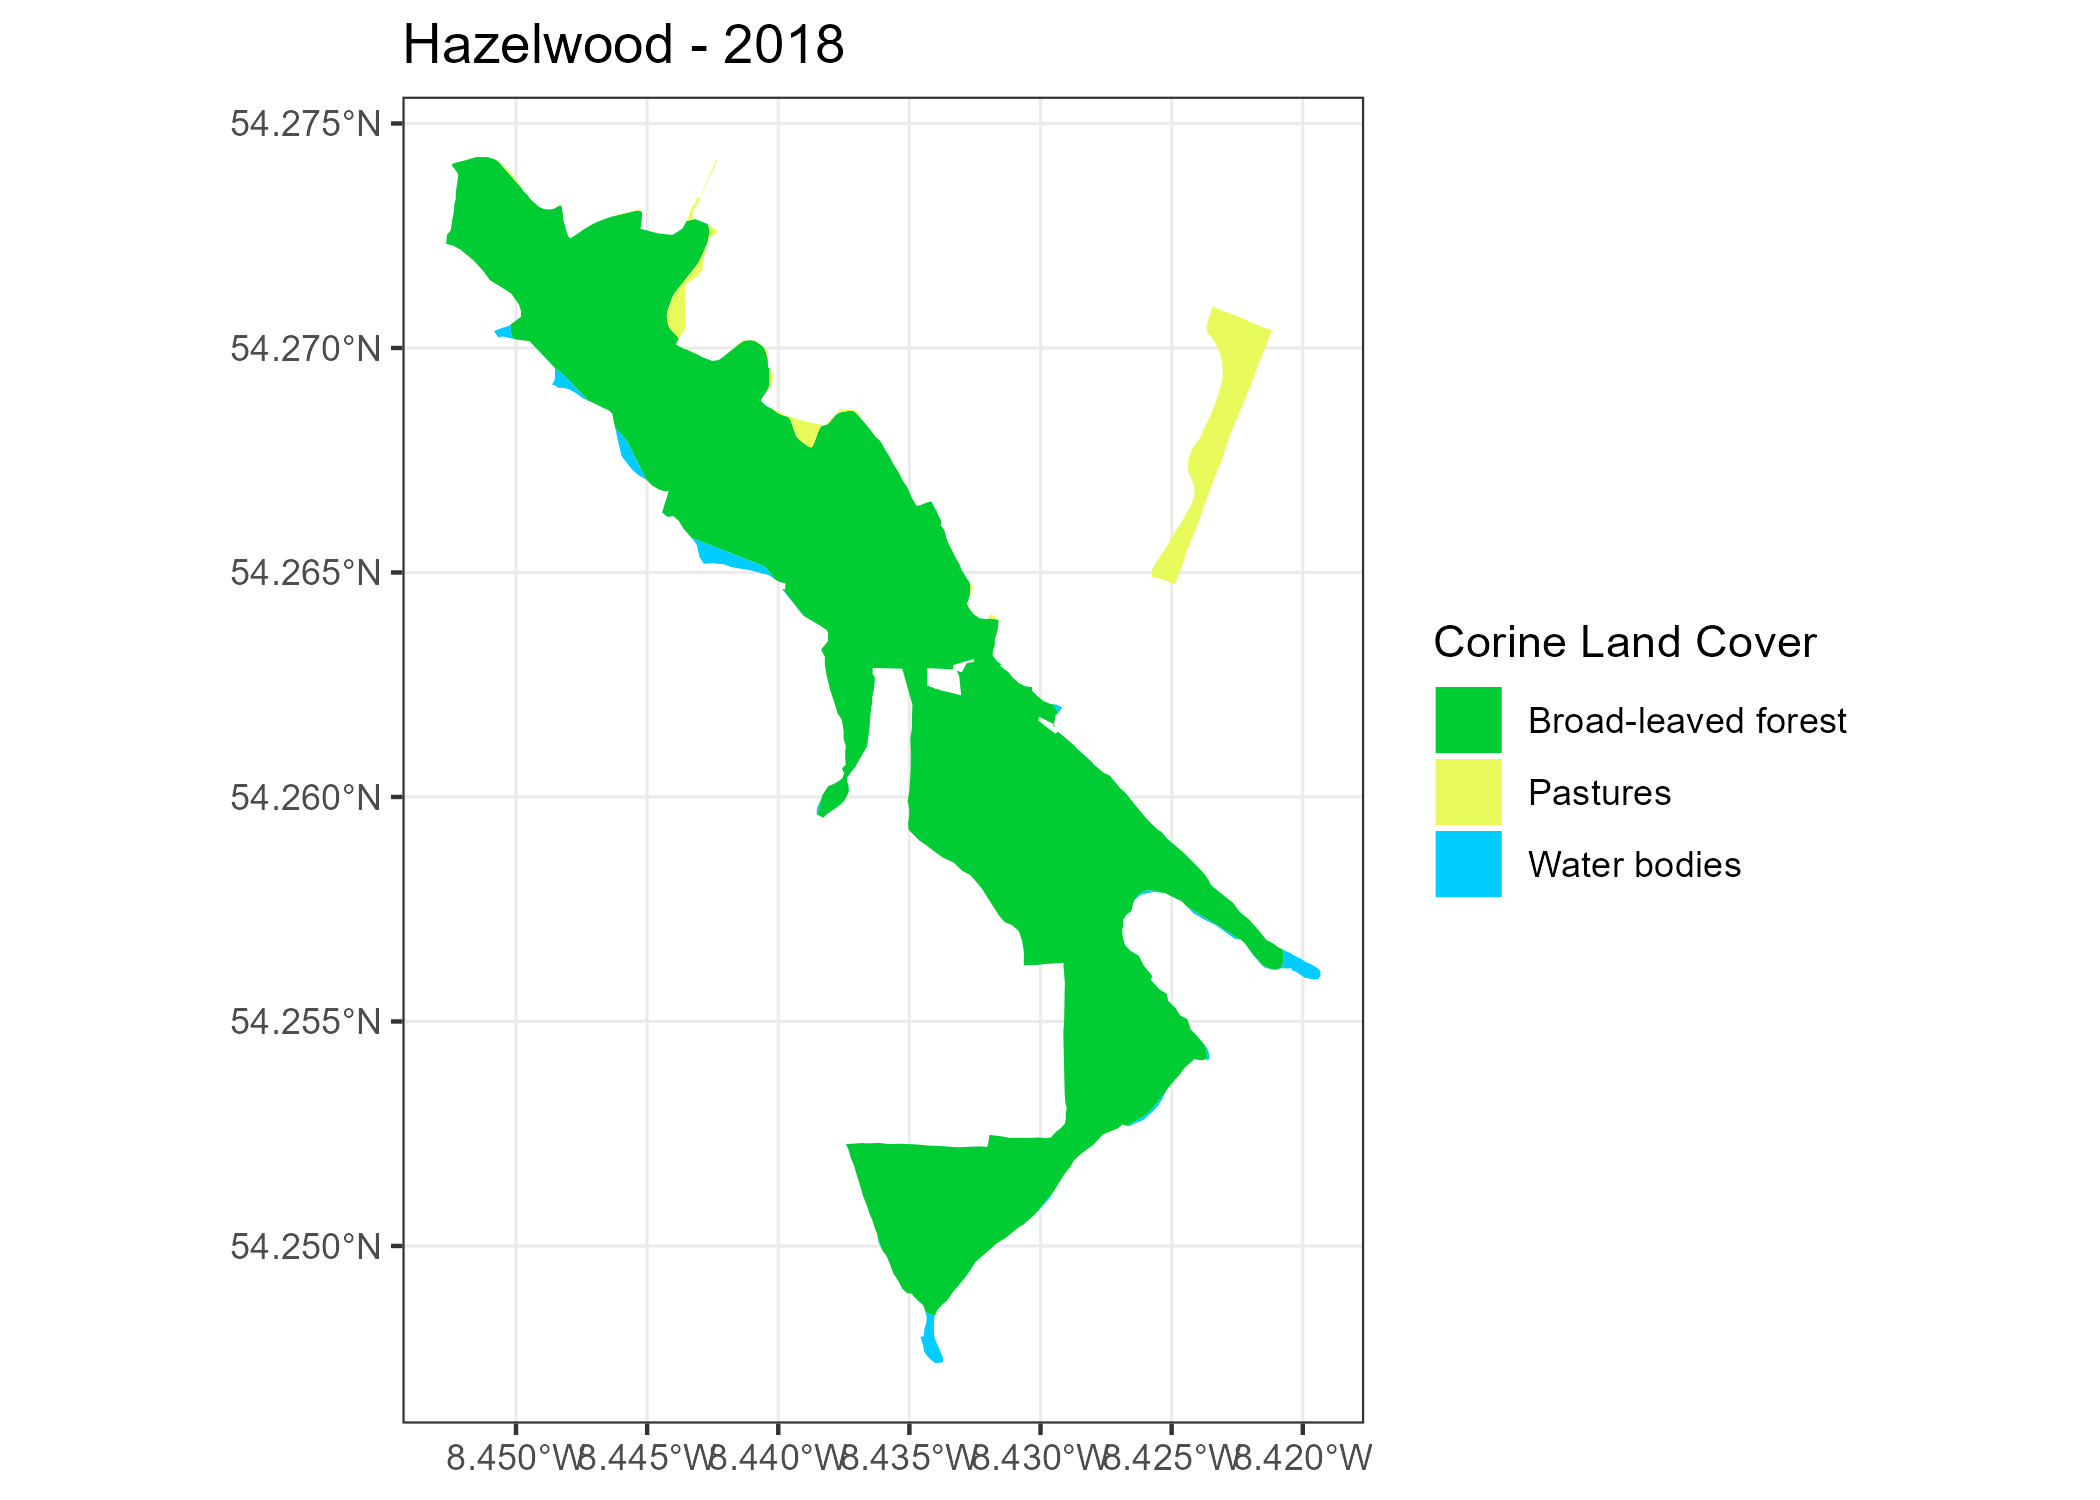 Hazelwood - 2018
54.275°N
54.270°N
54.265°N
54.260°N
54.255°N
54.250°N
8.450°W 8.445°W 8.440°W 8.435°W 8.430°W 8.425°W 8.420°W
Corine Land Cover
Broad-leaved forest
Pastures
Water bodies